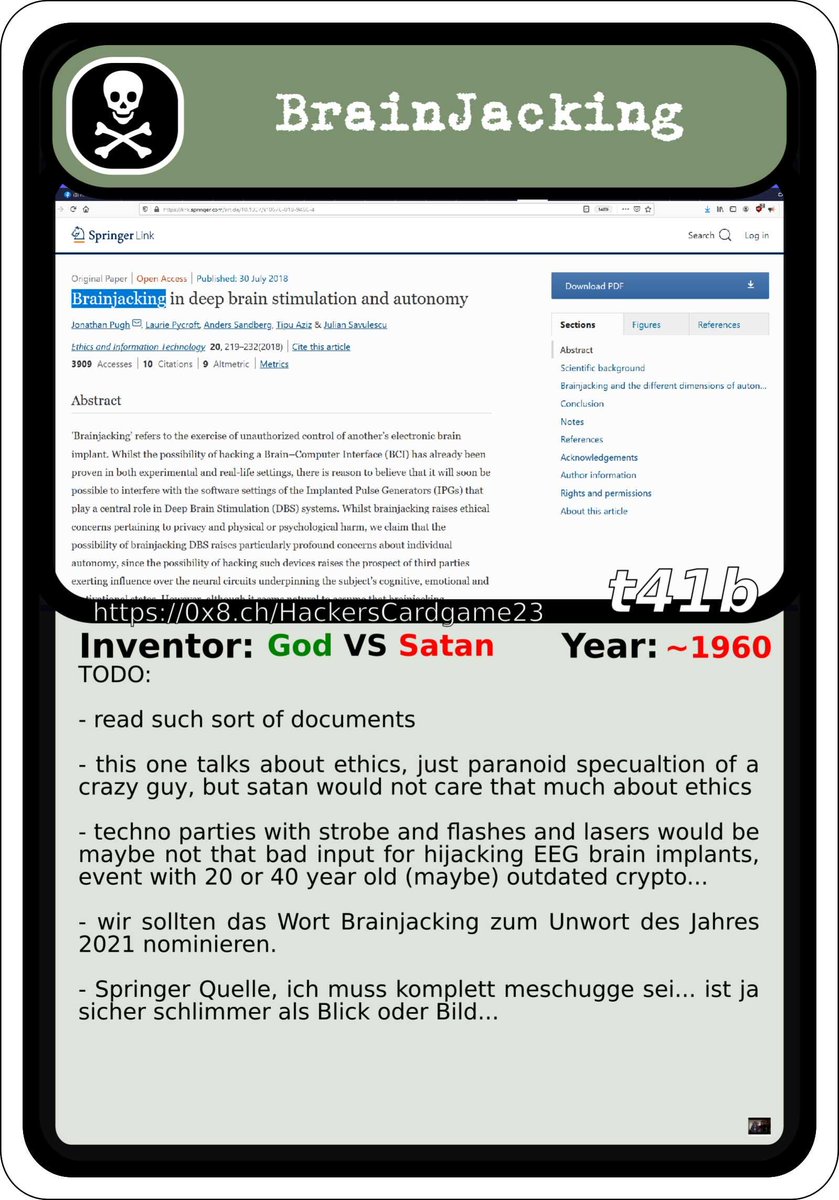 BrainJacking
Springer Link
Search
Log in
Original Paper | Open Access | Published: 30 July 2018
Brainjacking in deep brain stimulation and autonomy
Jonathan Pugh, Laurie Pycroft, Anders Sandberg, Tipu Aziz & Julian Savulescu
Ethics and Information Technology 20, 219–232(2018) | Cite this article
3909 Accesses | 10 Citations | 9 Altmetric | Metrics
Abstract
'Brainjacking' refers to the exercise of unauthorized control of another's electronic brain
implant. Whilst the possibility of hacking a Brain–Computer Interface (BCI) has already been
proven in both experimental and real-life settings, there is reason to believe that it will soon be
possible to interfere with the software settings of the Implanted Pulse Generators (IPGs) that
play a central role in Deep Brain Stimulation (DBS) systems. Whilst brainjacking raises ethical
concerns pertaining to privacy and physical or psychological harm, we claim that the
possibility of brainjacking DBS raises particularly profound concerns about individual
autonomy, since the possibility of hacking such devices raises the prospect of third parties
exerting influence over the neural circuits underpinning the subject's cognitive, emotional and
Download PDF
Sections
Figures
References
Abstract
Scientific background
Brainjacking and the different dimensions of auton...
Conclusion
Notes
References
Acknowledgements
Author information
Rights and permissions
About this article
t41b
https://0x8.ch/HackersCardgame23
Inventor: God VS Satan Year: ~1960
TODO:
- read such sort of documents
- this one talks about ethics, just paranoid specualtion of a
crazy guy, but satan would not care that much about ethics
- techno parties with strobe and flashes and lasers would be
maybe not that bad input for hijacking EEG brain implants,
event with 20 or 40 year old (maybe) outdated crypto...
- wir sollten das Wort Brainjacking zum Unwort des Jahres
2021 nominieren.
- Springer Quelle, ich muss komplett meschugge sei... ist ja
sicher schlimmer als Blick oder Bild...